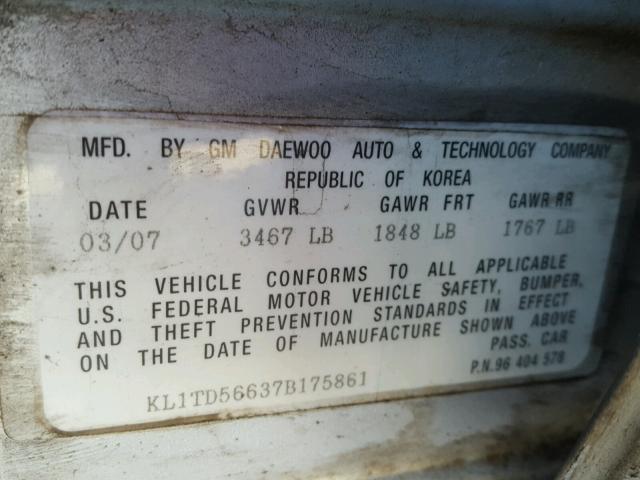 MFD. BY GM DAEWOO AUTO & TECHNOLOGY COMPANY
REPUBLIC OF KOREA
DATE GVWR GAWR FRT GAWR RR
03/07 3467 LB 1848 LB 1767 LB
THIS VEHICLE CONFORMS TO ALL APPLICABLE
U.S. FEDERAL MOTOR VEHICLE SAFETY, BUMPER,
AND THEFT PREVENTION STANDARDS IN EFFECT
ON THE DATE OF MANUFACTURE SHOWN ABOVE
PASS. CAR
P.N.96 404 578
KL1TD56637B175861